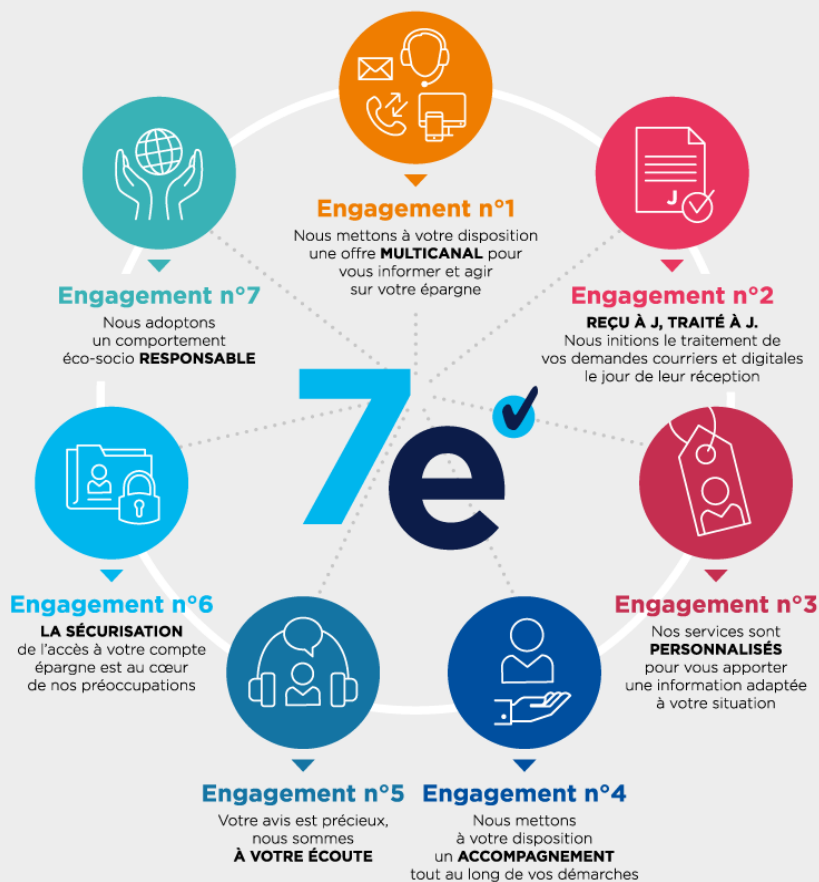 Engagement n°1
Nous mettons à votre disposition
une offre MULTICANAL pour
vous informer et agir
sur votre épargne
J
Engagement n°2
REÇU À J, TRAITÉ À J.
Nous initions le traitement de
vos demandes courriers et digitales
le jour de leur réception
Engagement n°3
Nos services sont
PERSONNALISÉS
pour vous apporter
une information adaptée
à votre situation
Engagement n°4
Nous mettons
à votre disposition
un ACCOMPAGNEMENT
tout au long de vos démarches
Engagement n°5
Votre avis est précieux,
nous sommes
À VOTRE ÉCOUTE
Engagement n°6
LA SÉCURISATION
de l'accès à votre compte
épargne est au cœur
de nos préoccupations
Engagement n°7
Nous adoptons
un comportement
éco-socio RESPONSABLE
7e